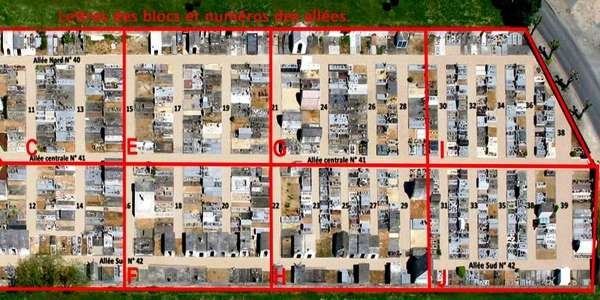 Lettres des blocs et numéros des allées.
Allée Nord N° 40
11 13 15 17 19 21 24 26 28 30 34 36 38
C E G I
Allée centrale N° 41 Allée centrale N° 41
12 14 16 18 20 22 23 25 27 29 31 33 35 37 39
Allée Sud N° 42 Allée Sud N° 42
F H J